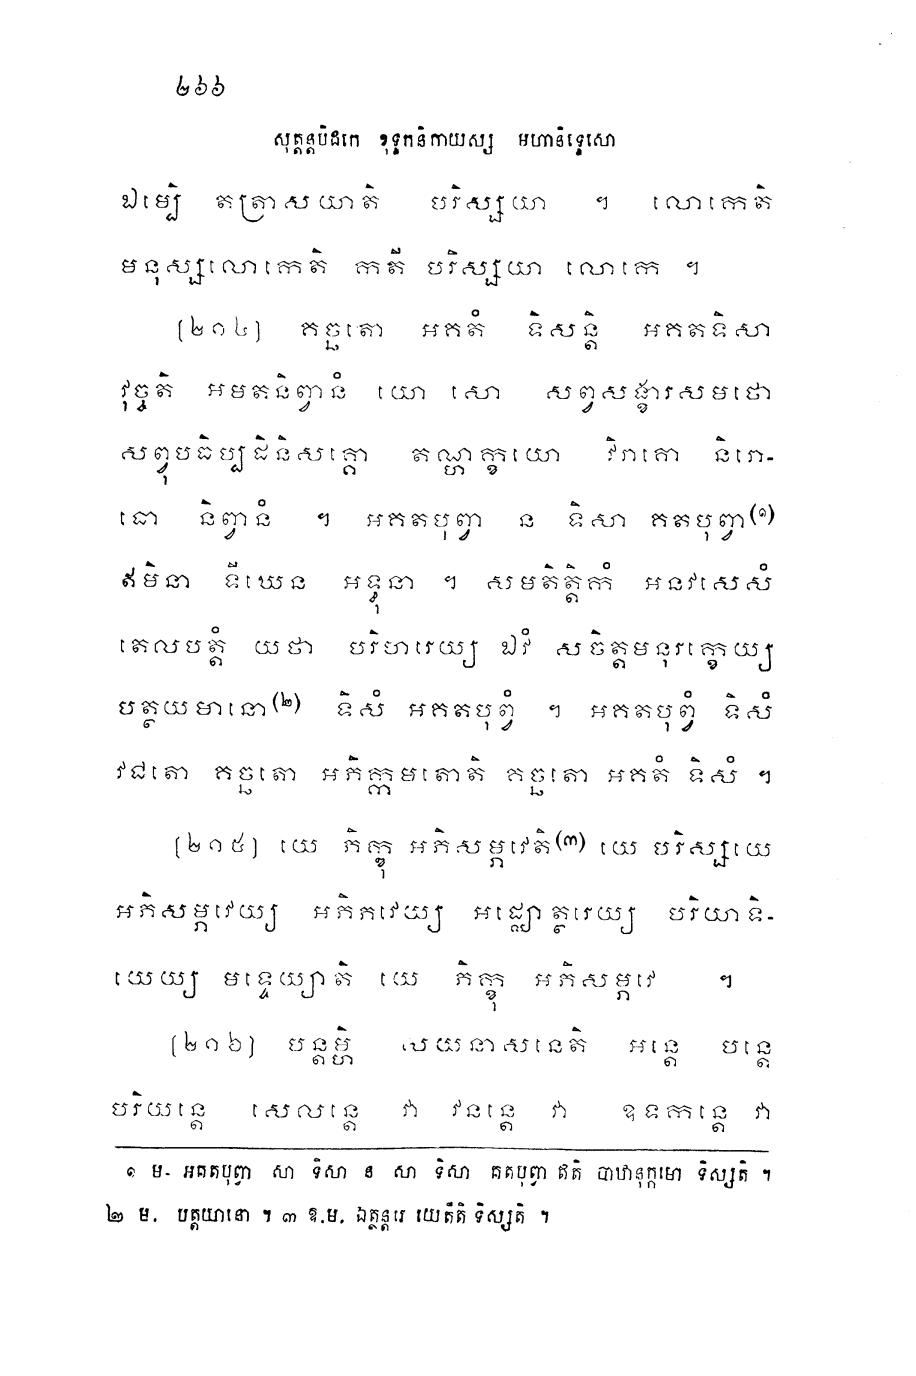 ២៦៦
សុត្តន្តបិដកេ ខុទ្ទកនិកាយស្ស មហានិទ្ទេសោ
ឯវម្បិ តត្រាសយាតិ បរិស្សយា ។ លោកេតិ
មនុស្សលោកេតិ កតី បរិស្សយា លោកេ ។
[២១៤] គច្ឆតោ អគតំ ទិសន្តិ អគតទិសា
វុច្ចតិ អមតនិព្វានំ យោ សោ សព្វសង្ខារសមថោ
សព្វុបធិប្បដិនិសគ្គោ តណ្ហក្ខយោ វិរាគោ និរោ-
ធោ និព្វានំ ។ អគតបុព្វា ន ទិសា គតបុព្វា(១)
ឥមិនា ទីឃេន អទ្ធុនា ។ សមតិត្តិកំ អនវសេសំ
តេលបត្តំ យថា បរិហរេយ្យ ឯវំ សចិត្តមនុរក្ខេយ្យ
បត្ថយមានោ(២) ទិសំ អគតបុព្វំ ។ អគតបុព្វំ ទិសំ
វជតោ គច្ឆតោ អភិក្កមតោតិ គច្ឆតោ អគតំ ទិសំ ។
[២១៥] យេ ភិក្ខុ អភិសម្ភវេតិ(៣) យេ បរិស្សយេ
អភិសម្ភវេយ្យ អភិភវេយ្យ អជ្ឈោត្ថរេយ្យ បរិយាទិ-
យេយ្យ មទ្ទេយ្យាតិ យេ ភិក្ខុ អភិសម្ភវេ ។
[២១៦] បន្តម្ហិ សយនាសនេតិ អន្តេ បន្តេ
បរិយន្តេ សេលន្តេ វា វនន្តេ វា ឧទកន្តេ វា
១ ម- អគតបុព្វា សា ទិសា ន សា ទិសា គតបុព្វា ឥតិ បាឋានុក្កមោ ទិស្សតិ ។
២ ម. បត្ថយានោ ។ ៣ ឱ.ម. ឯត្ថន្តរេ យេតីតិ ទិស្សតិ ។